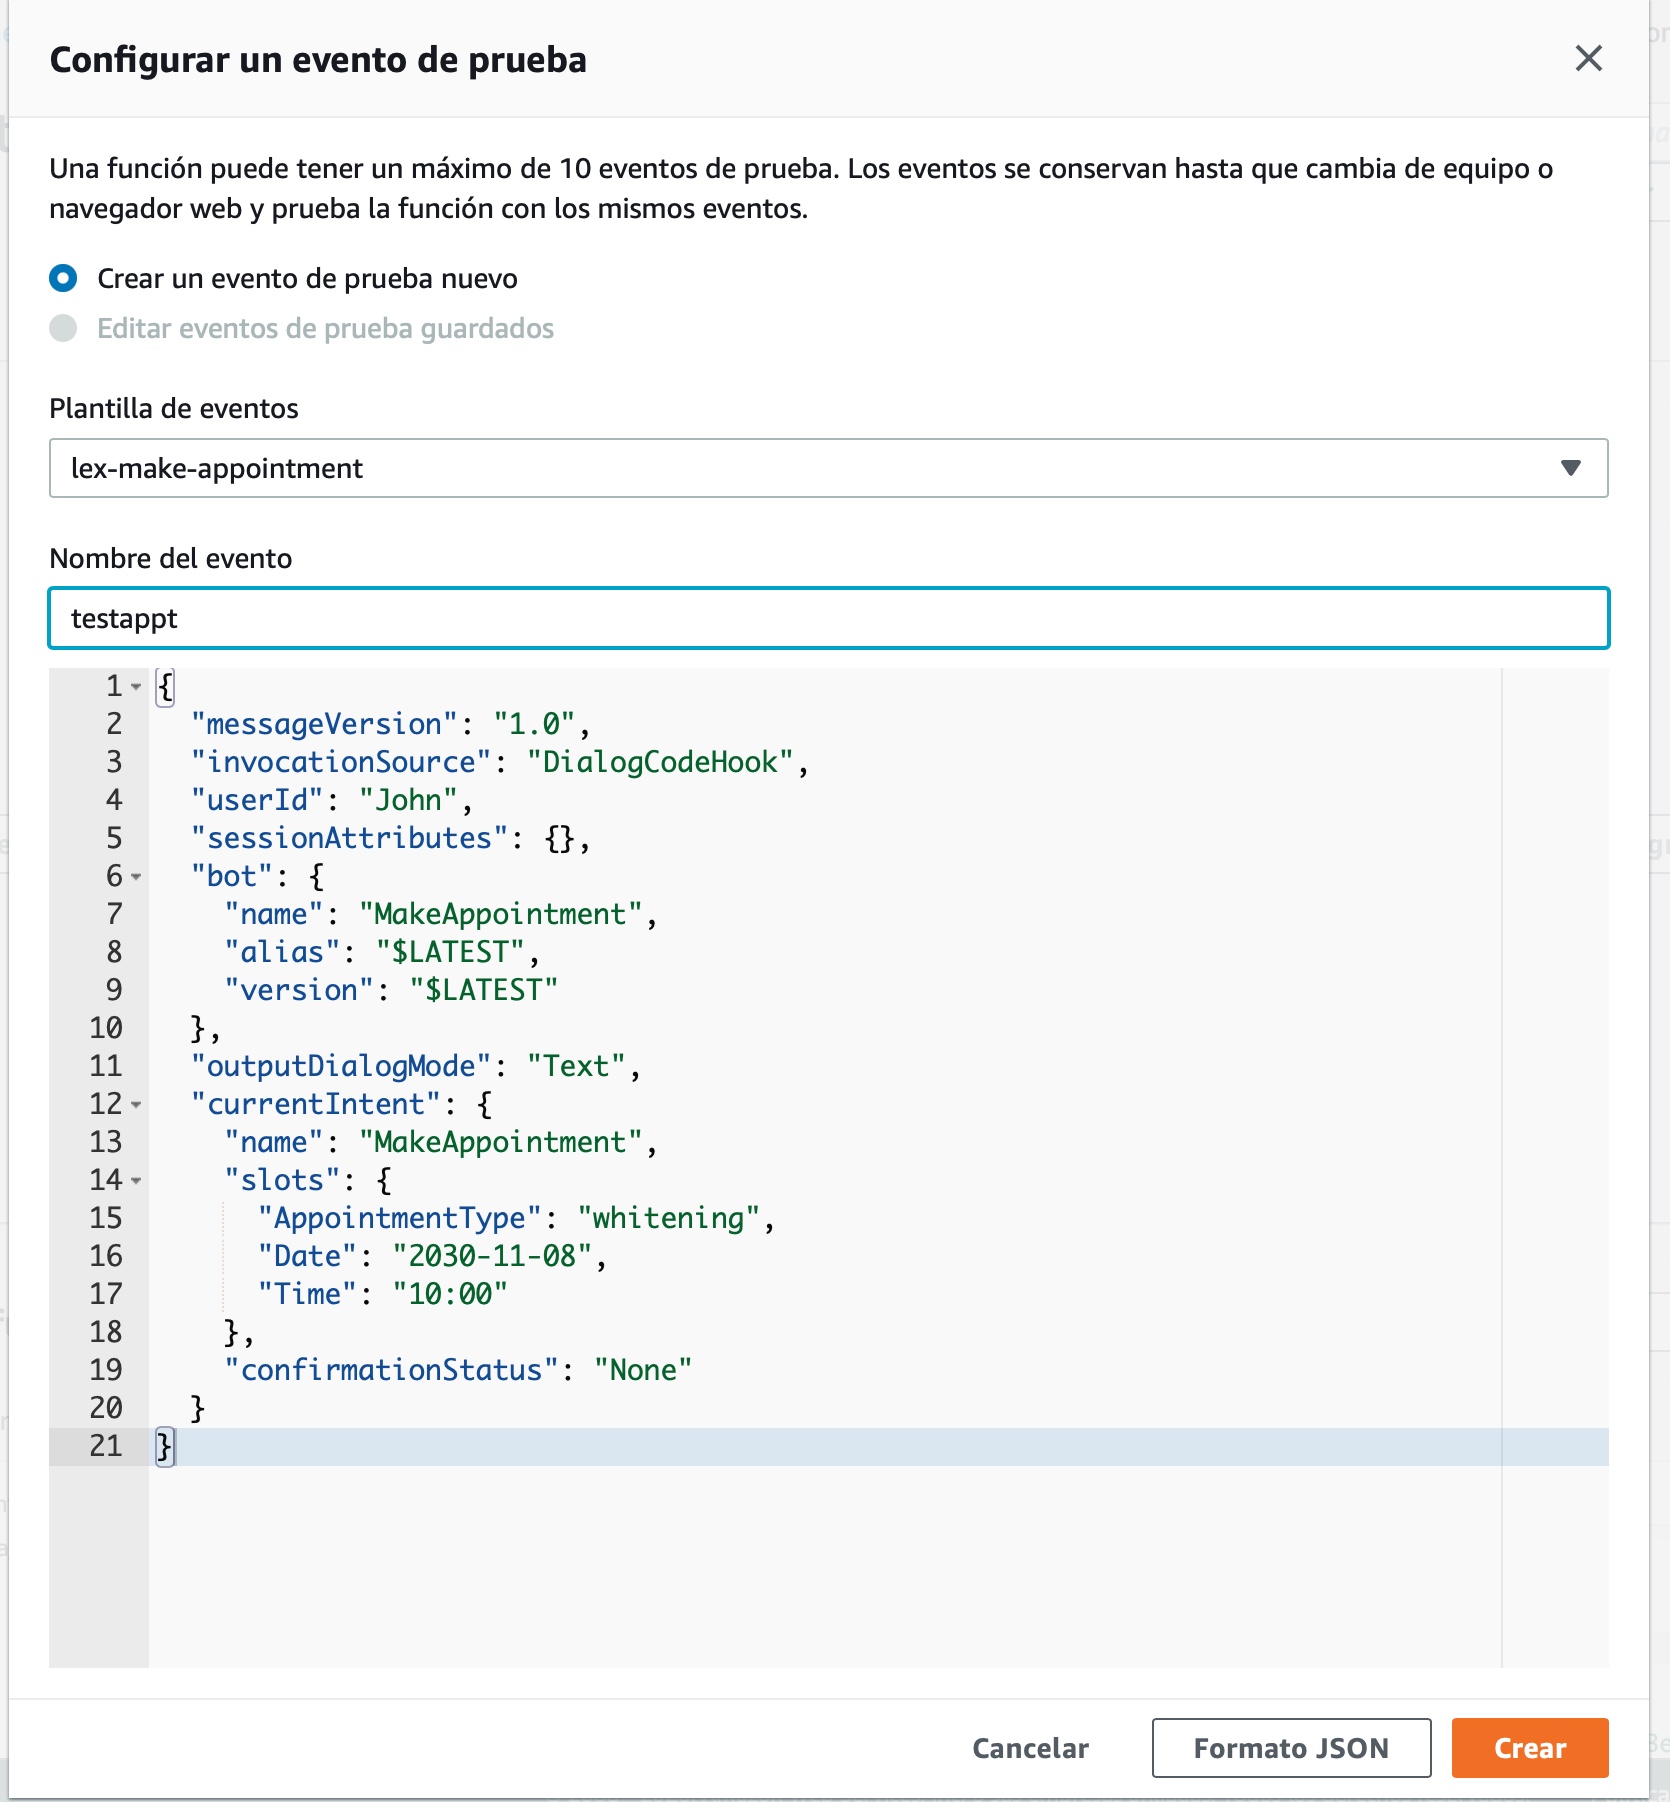 Configurar un evento de prueba
Una función puede tener un máximo de 10 eventos de prueba. Los eventos se conservan hasta que cambia de equipo o
navegador web y prueba la función con los mismos eventos.
Crear un evento de prueba nuevo
Editar eventos de prueba guardados
Plantilla de eventos
lex-make-appointment
Nombre del evento
testappt
1 {
2 "messageVersion": "1.0",
3 "invocationSource": "DialogCodeHook",
4 "userId": "John",
5 "sessionAttributes": {},
6 "bot": {
7 "name": "MakeAppointment",
8 "alias": "$LATEST",
9 "version": "$LATEST"
10 },
11 "outputDialogMode": "Text",
12 "currentIntent": {
13 "name": "MakeAppointment",
14 "slots": {
15 "AppointmentType": "whitening",
16 "Date": "2030-11-08",
17 "Time": "10:00"
18 },
19 "confirmationStatus": "None"
20 }
21 }
Cancelar
Formato JSON
Crear